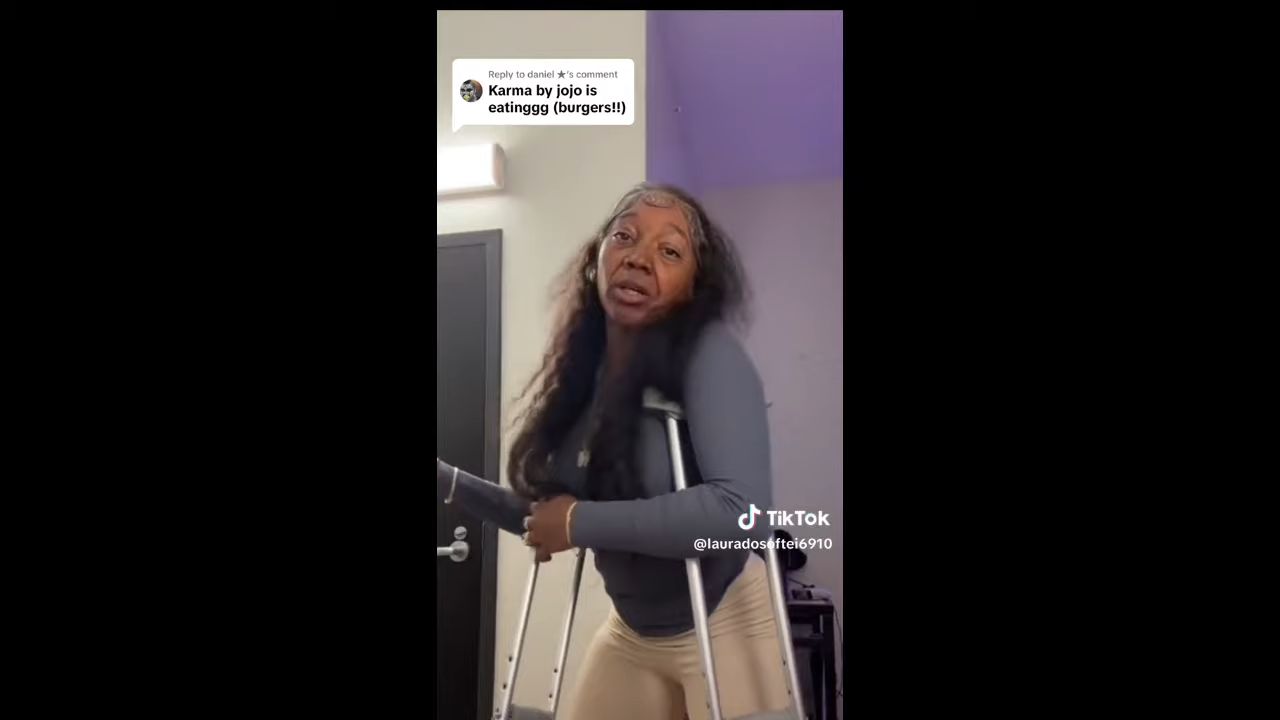 Reply to daniel ★'s comment
Karma by jojo is
eatinggg (burgers!!)
TikTok
@lauradosoftei6910